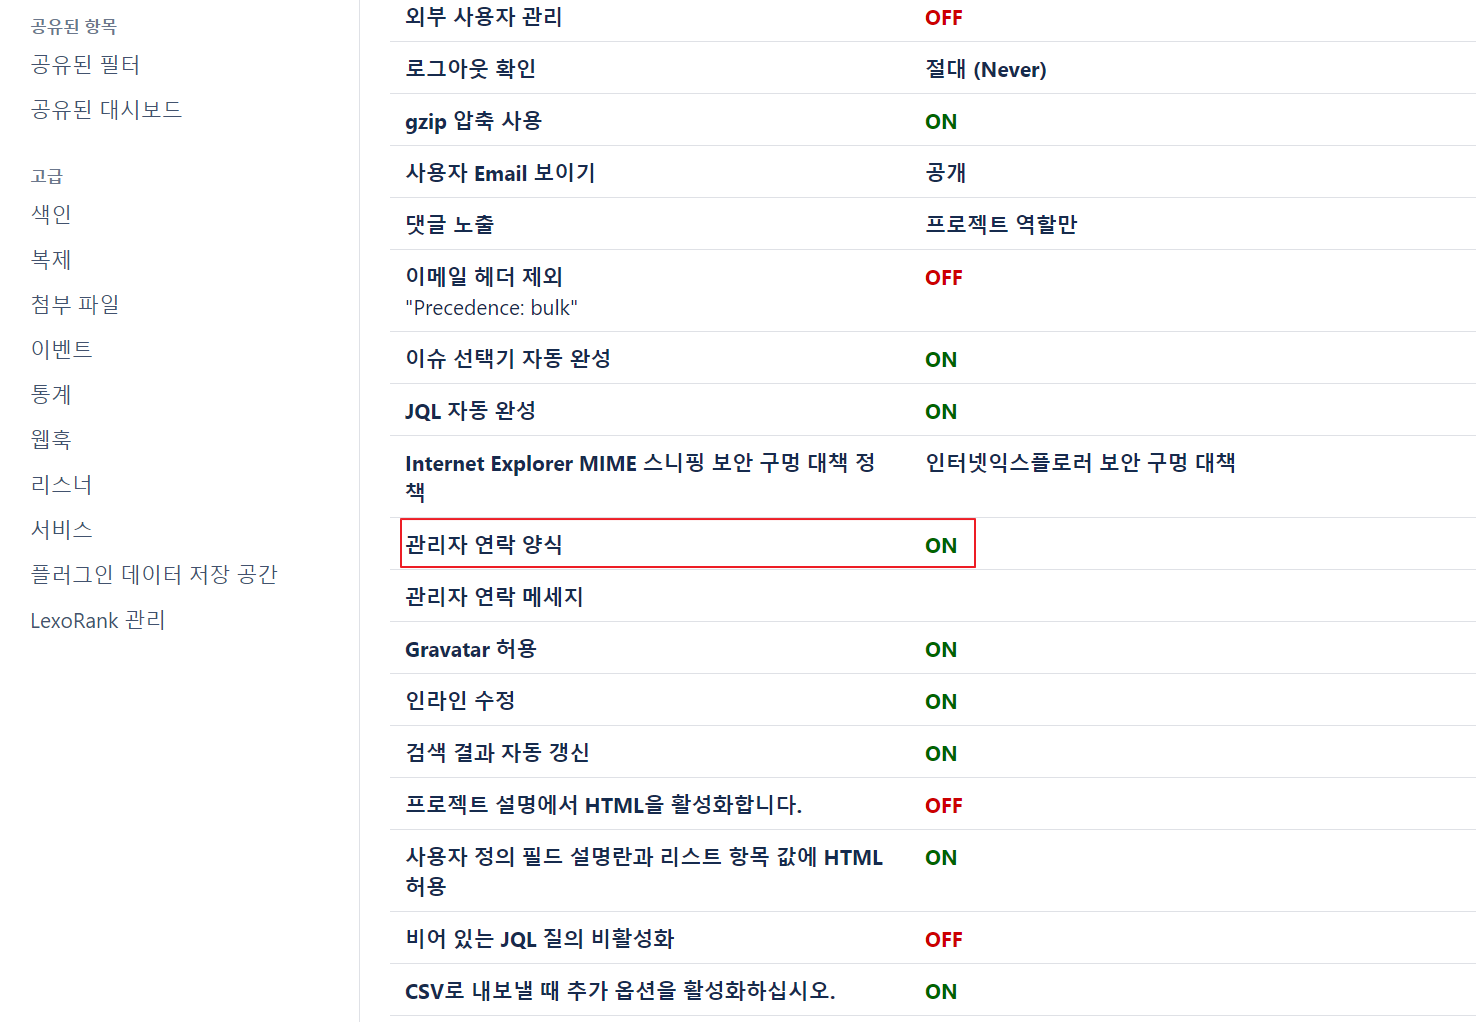 공유된 항목
공유된 필터
공유된 대시보드
고급
색인
복제
첨부 파일
이벤트
통계
웹훅
리스너
서비스
플러그인 데이터 저장 공간
LexoRank 관리
외부 사용자 관리 OFF
로그아웃 확인 절대 (Never)
gzip 압축 사용 ON
사용자 Email 보이기 공개
댓글 노출 프로젝트 역할만
이메일 헤더 제외 OFF
"Precedence: bulk"
이슈 선택기 자동 완성 ON
JQL 자동 완성 ON
Internet Explorer MIME 스니핑 보안 구멍 대책 정 인터넷익스플로러 보안 구멍 대책
책
관리자 연락 양식 ON
관리자 연락 메세지
Gravatar 허용 ON
인라인 수정 ON
검색 결과 자동 갱신 ON
프로젝트 설명에서 HTML을 활성화합니다. OFF
사용자 정의 필드 설명란과 리스트 항목 값에 HTML ON
허용
비어 있는 JQL 질의 비활성화 OFF
CSV로 내보낼 때 추가 옵션을 활성화하십시오. ON